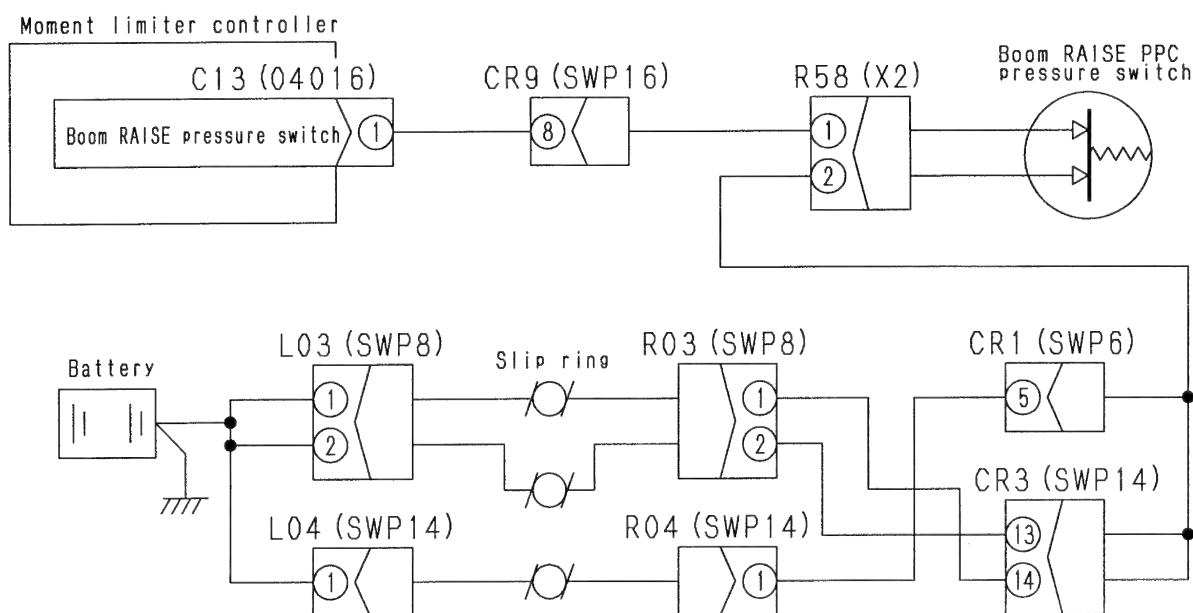 Moment limiter controller
C13 (04016)
CR9 (SWP16)
R58 (X2)
Boom RAISE PPC
pressure switch
Boom RAISE pressure switch
1
8
1
2
Battery
L03 (SWP8)
Slip ring
R03 (SWP8)
CR1 (SWP6)
1
2
1
2
5
CR3 (SWP14)
13
14
L04 (SWP14)
R04 (SWP14)
1
1